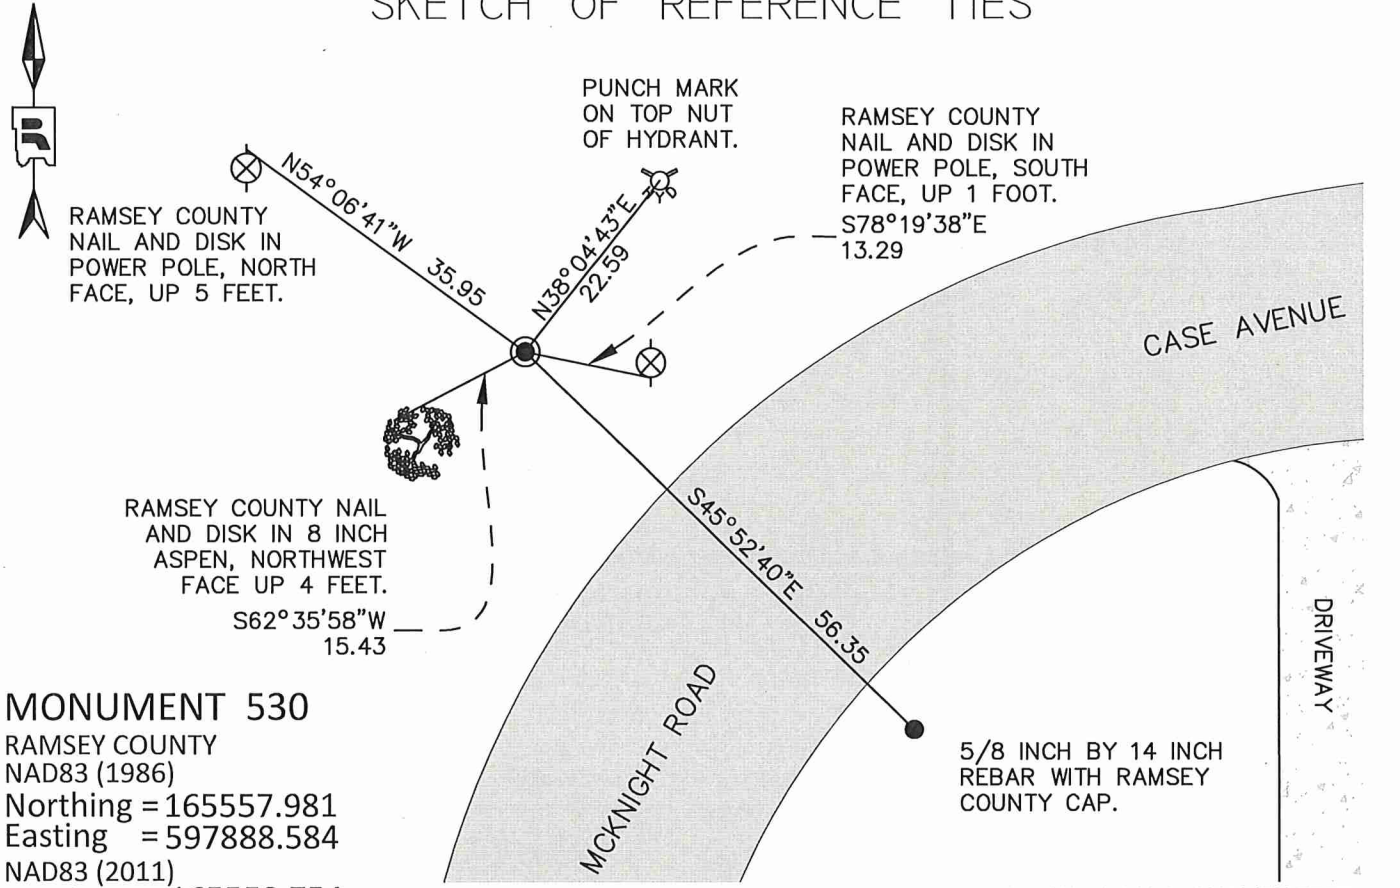 SKETCH OF REFERENCE TIES
R
PUNCH MARK
ON TOP NUT
OF HYDRANT.
RAMSEY COUNTY
NAIL AND DISK IN
POWER POLE, SOUTH
FACE, UP 1 FOOT.
S78°19'38"E
13.29
N54°06'41"W 35.95
N38°04'43"E
22.59
HYD
RAMSEY COUNTY
NAIL AND DISK IN
POWER POLE, NORTH
FACE, UP 5 FEET.
CASE AVENUE
RAMSEY COUNTY NAIL
AND DISK IN 8 INCH
ASPEN, NORTHWEST
FACE UP 4 FEET.
S62°35'58"W
15.43
S45°52'40"E 56.35
DRIVEWAY
MCKNIGHT ROAD
5/8 INCH BY 14 INCH
REBAR WITH RAMSEY
COUNTY CAP.
MONUMENT 530
RAMSEY COUNTY
NAD83 (1986)
Northing = 165557.981
Easting = 597888.584
NAD83 (2011)